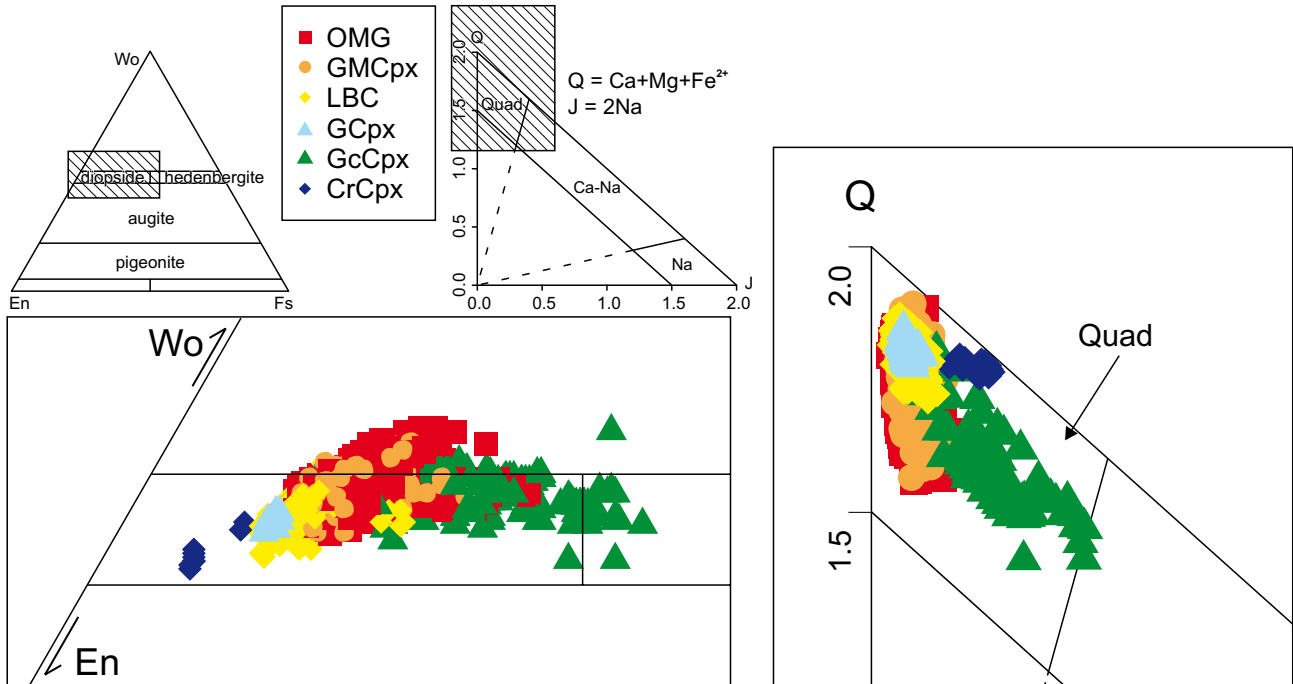 Wo
diopside hedenbergite
augite
pigeonite
En Fs
OMG
GMCpx
LBC
GCpx
GcCpx
CrCpx
Q
2.0
1.5
1.0
0.5
0.0
Quad
Ca-Na
Na
J
0.0 0.5 1.0 1.5 2.0
Q = Ca+Mg+Fe²⁺
J = 2Na
Wo
En
Q
2.0
Quad
1.5